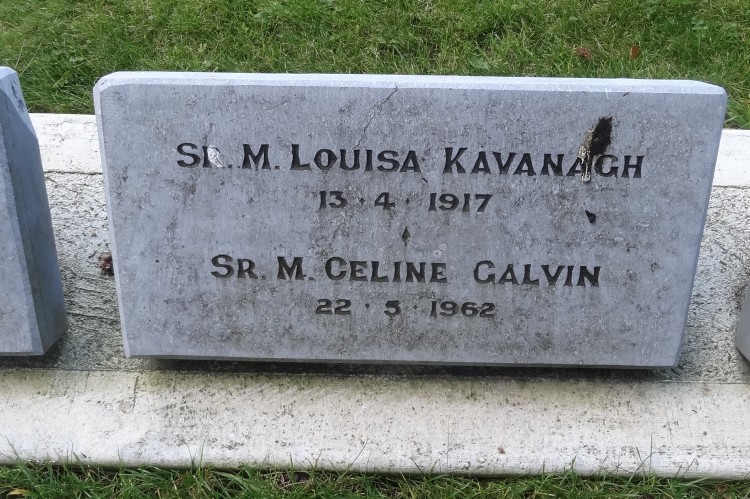 SR. M. LOUISA KAVANAGH
13 · 4 · 1917
SR. M. CELINE GALVIN
22 · 5 · 1962